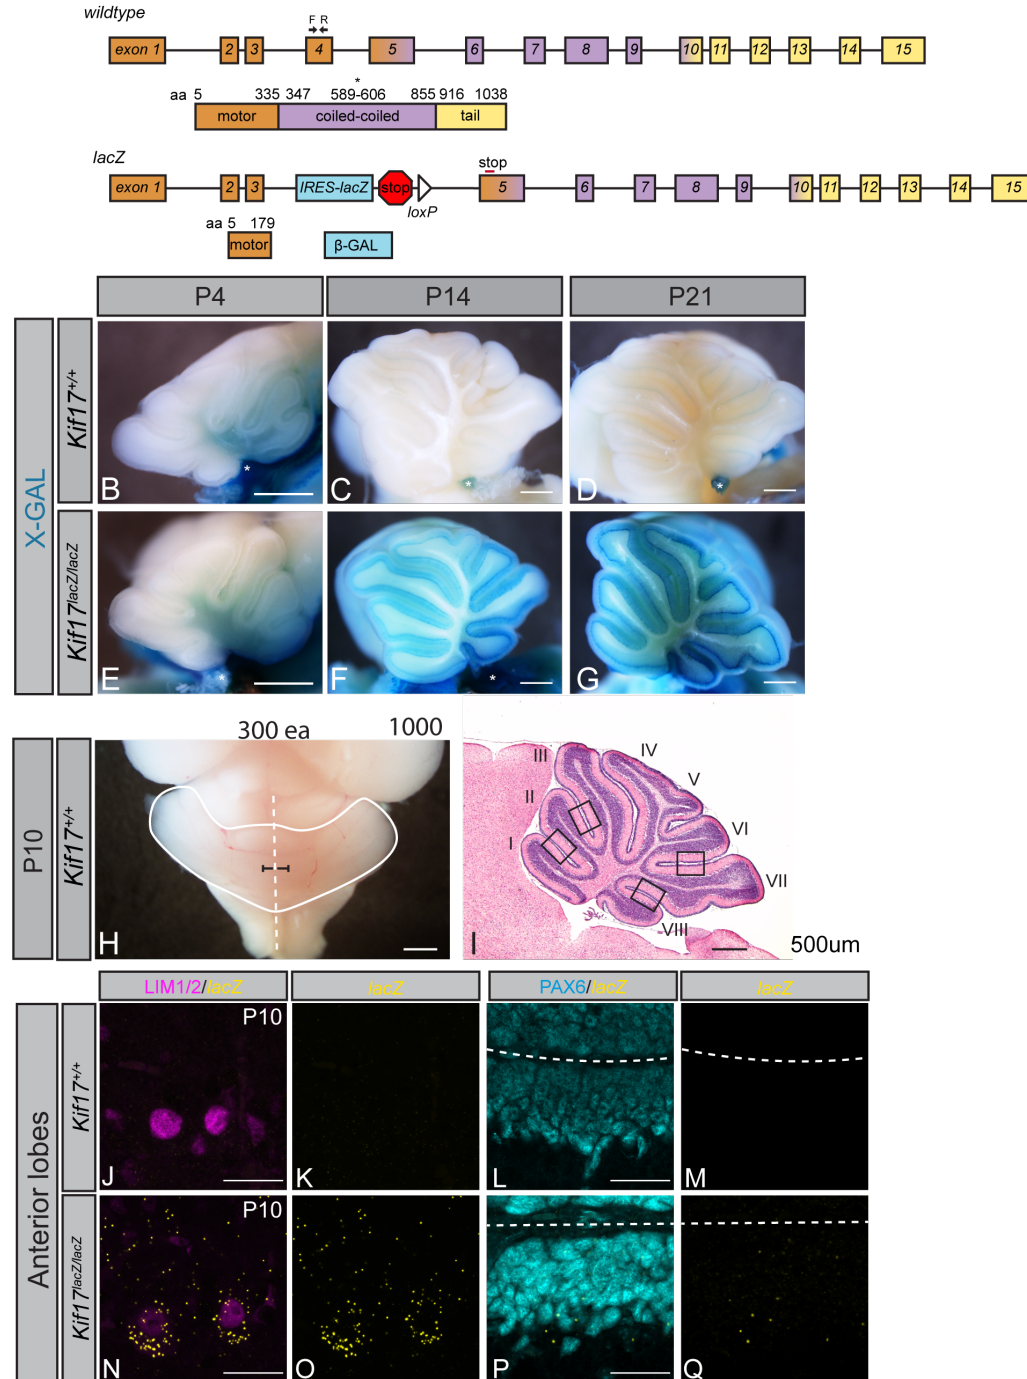 wildtype
F R
exon 1 2 3 4 5 6 7 8 9 10 11 12 13 14 15
*
aa 5 335 347 589-606 855 916 1038
motor coiled-coiled tail
lacZ
stop
exon 1 2 3 IRES-lacZ stop 5 6 7 8 9 10 11 12 13 14 15
loxP
aa 5 179
motor β-GAL
P4 P14 P21
X-GAL
Kif17+/+
B * C * D *
Kif17lacZ/lacZ
E * F * G
300 ea 1000
P10
Kif17+/+
H
III IV
V
II
VI
I
VII
VIII
I 500um
LIM1/2/lacZ lacZ PAX6/lacZ lacZ
Anterior lobes
Kif17+/+
P10
J K L M
Kif17lacZ/lacZ
P10
N O P Q